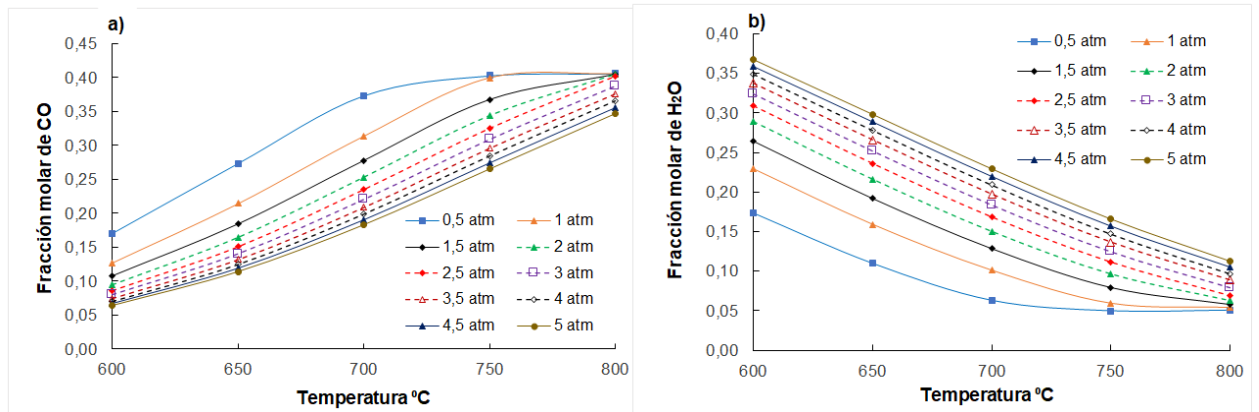 a)
Fracción molar de CO
0,45
0,40
0,35
0,30
0,25
0,20
0,15
0,10
0,05
0,00
600 650 700 750 800
Temperatura ⁰C
0,5 atm 1 atm
1,5 atm 2 atm
2,5 atm 3 atm
3,5 atm 4 atm
4,5 atm 5 atm
b)
Fracción molar de H₂O
0,40
0,35
0,30
0,25
0,20
0,15
0,10
0,05
0,00
600 650 700 750 800
Temperatura ⁰C
0,5 atm 1 atm
1,5 atm 2 atm
2,5 atm 3 atm
3,5 atm 4 atm
4,5 atm 5 atm